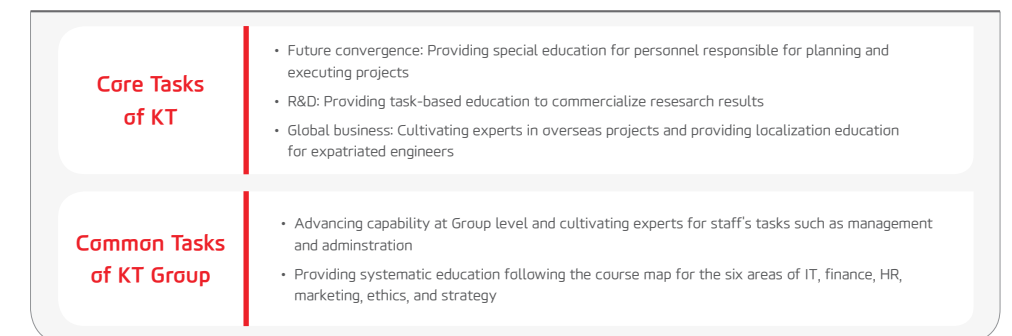 Core Tasks
of KT
• Future convergence: Providing special education for personnel responsible for planning and
executing projects
• R&D: Providing task-based education to commercialize resesarch results
• Global business: Cultivating experts in overseas projects and providing localization education
for expatriated engineers
Common Tasks
of KT Group
• Advancing capability at Group level and cultivating experts for staff's tasks such as management
and adminstration
• Providing systematic education following the course map for the six areas of IT, finance, HR,
marketing, ethics, and strategy